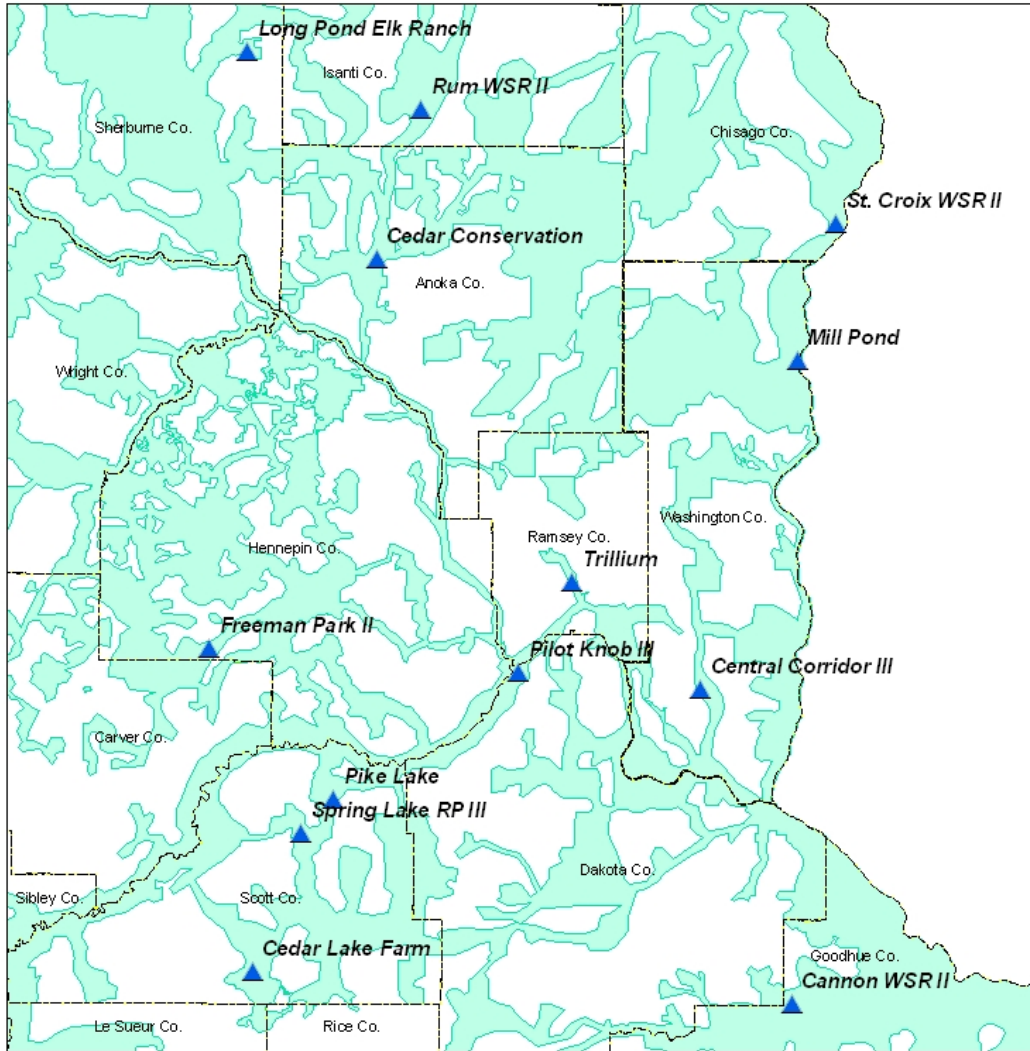 Long Pond Elk Ranch
Isanti Co.
Rum WSR II
Sherburne Co.
Chisago Co.
St. Croix WSR II
Cedar Conservation
Anoka Co.
Mill Pond
Wright Co.
Washington Co.
Ramsey Co.
Hennepin Co.
Trillium
Freeman Park II
Pilot Knob III
Central Corridor III
Carver Co.
Pike Lake
Spring Lake RP III
Dakota Co.
Sibley Co.
Scott Co.
Cedar Lake Farm
Goodhue Co.
Cannon WSR II
Le Sueur Co.
Rice Co.